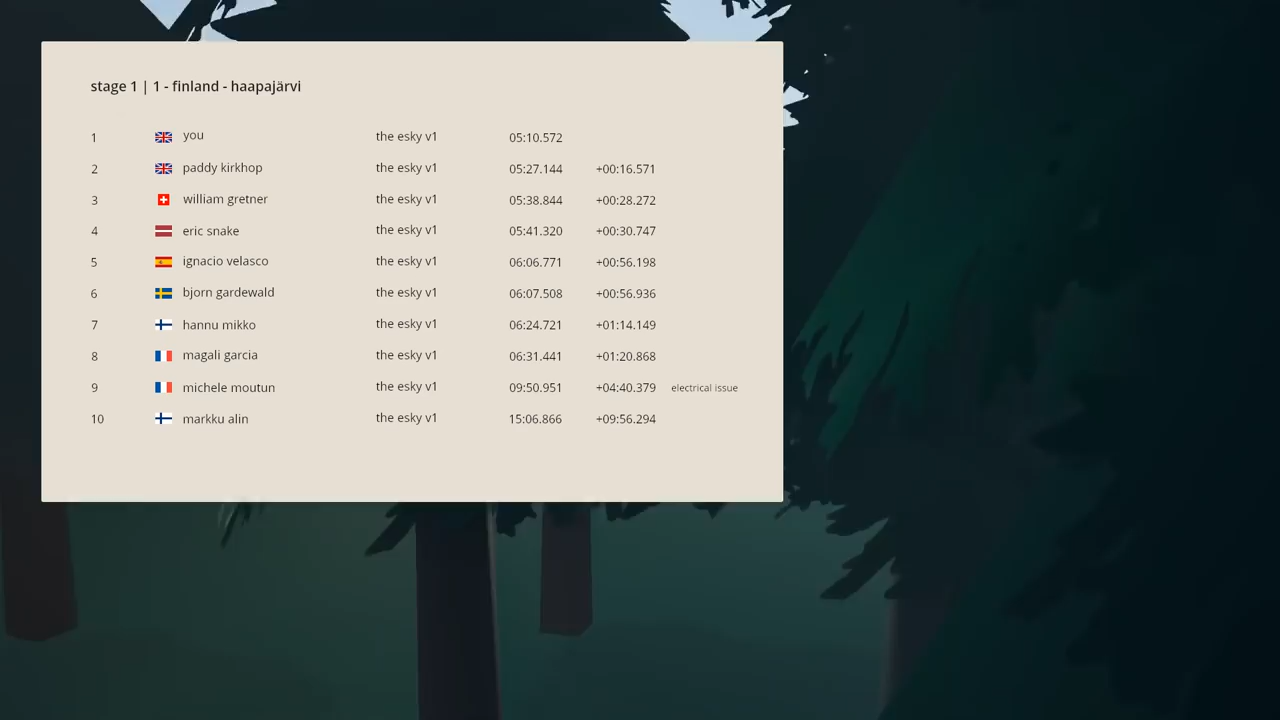 stage 1 | 1 - finland - haapajärvi
1 you the esky v1 05:10.572
2 paddy kirkhop the esky v1 05:27.144 +00:16.571
3 william gretner the esky v1 05:38.844 +00:28.272
4 eric snake the esky v1 05:41.320 +00:30.747
5 ignacio velasco the esky v1 06:06.771 +00:56.198
6 bjorn gardewald the esky v1 06:07.508 +00:56.936
7 hannu mikko the esky v1 06:24.721 +01:14.149
8 magali garcia the esky v1 06:31.441 +01:20.868
9 michele moutun the esky v1 09:50.951 +04:40.379 electrical issue
10 markku alin the esky v1 15:06.866 +09:56.294